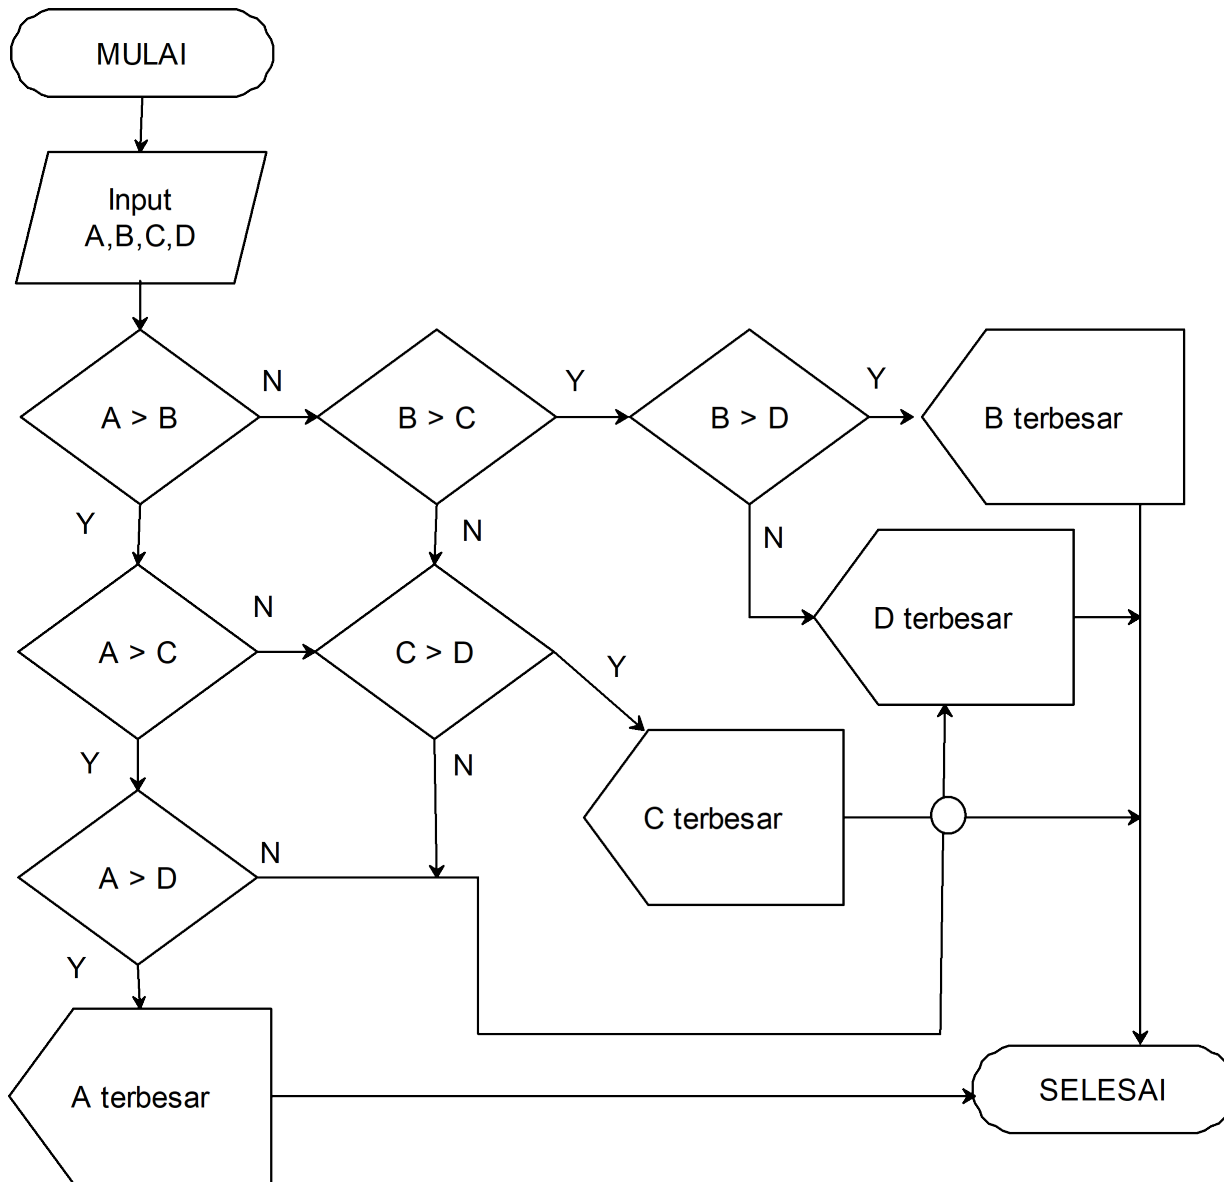 MULAI
Input
A,B,C,D
A > B
N
B > C
Y
B > D
Y
B terbesar
Y
N
N
D terbesar
A > C
N
C > D
Y
Y
N
C terbesar
A > D
N
Y
A terbesar
SELESAI